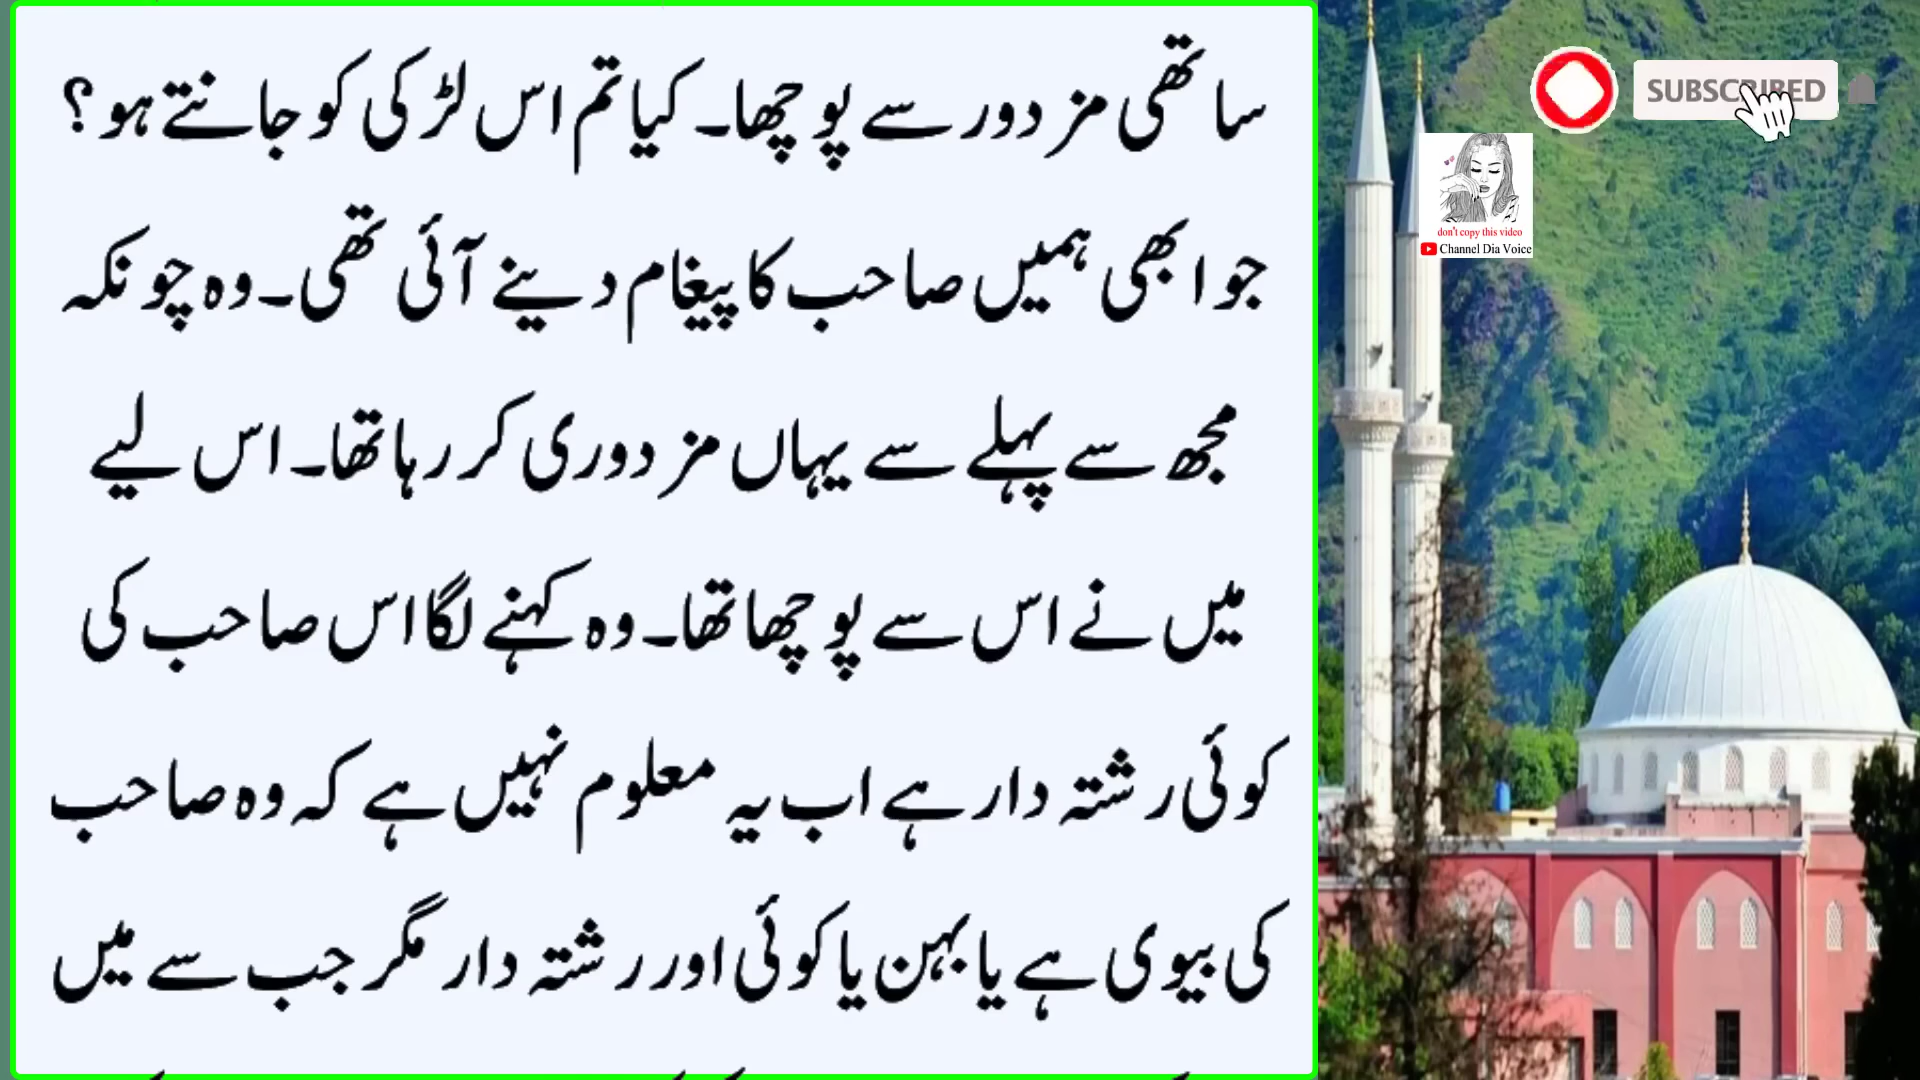 ساتھی مزدور سے پوچھا۔ کیا تم اس لڑکی کو جانتے ہو؟
جو ابھی ہمیں صاحب کا پیغام دینے آئی تھی۔ وہ چونکہ
مجھ سے پہلے سے یہاں مزدوری کر رہا تھا۔ اس لیے
میں نے اس سے پوچھا تھا۔ وہ کہنے لگا اس صاحب کی
کوئی رشتہ دار ہے اب یہ معلوم نہیں ہے کہ وہ صاحب
کی بیوی ہے یا بہن یا کوئی اور رشتہ دار مگر جب سے میں
SUBSCRIBED
don't copy this video
Channel Dia Voice